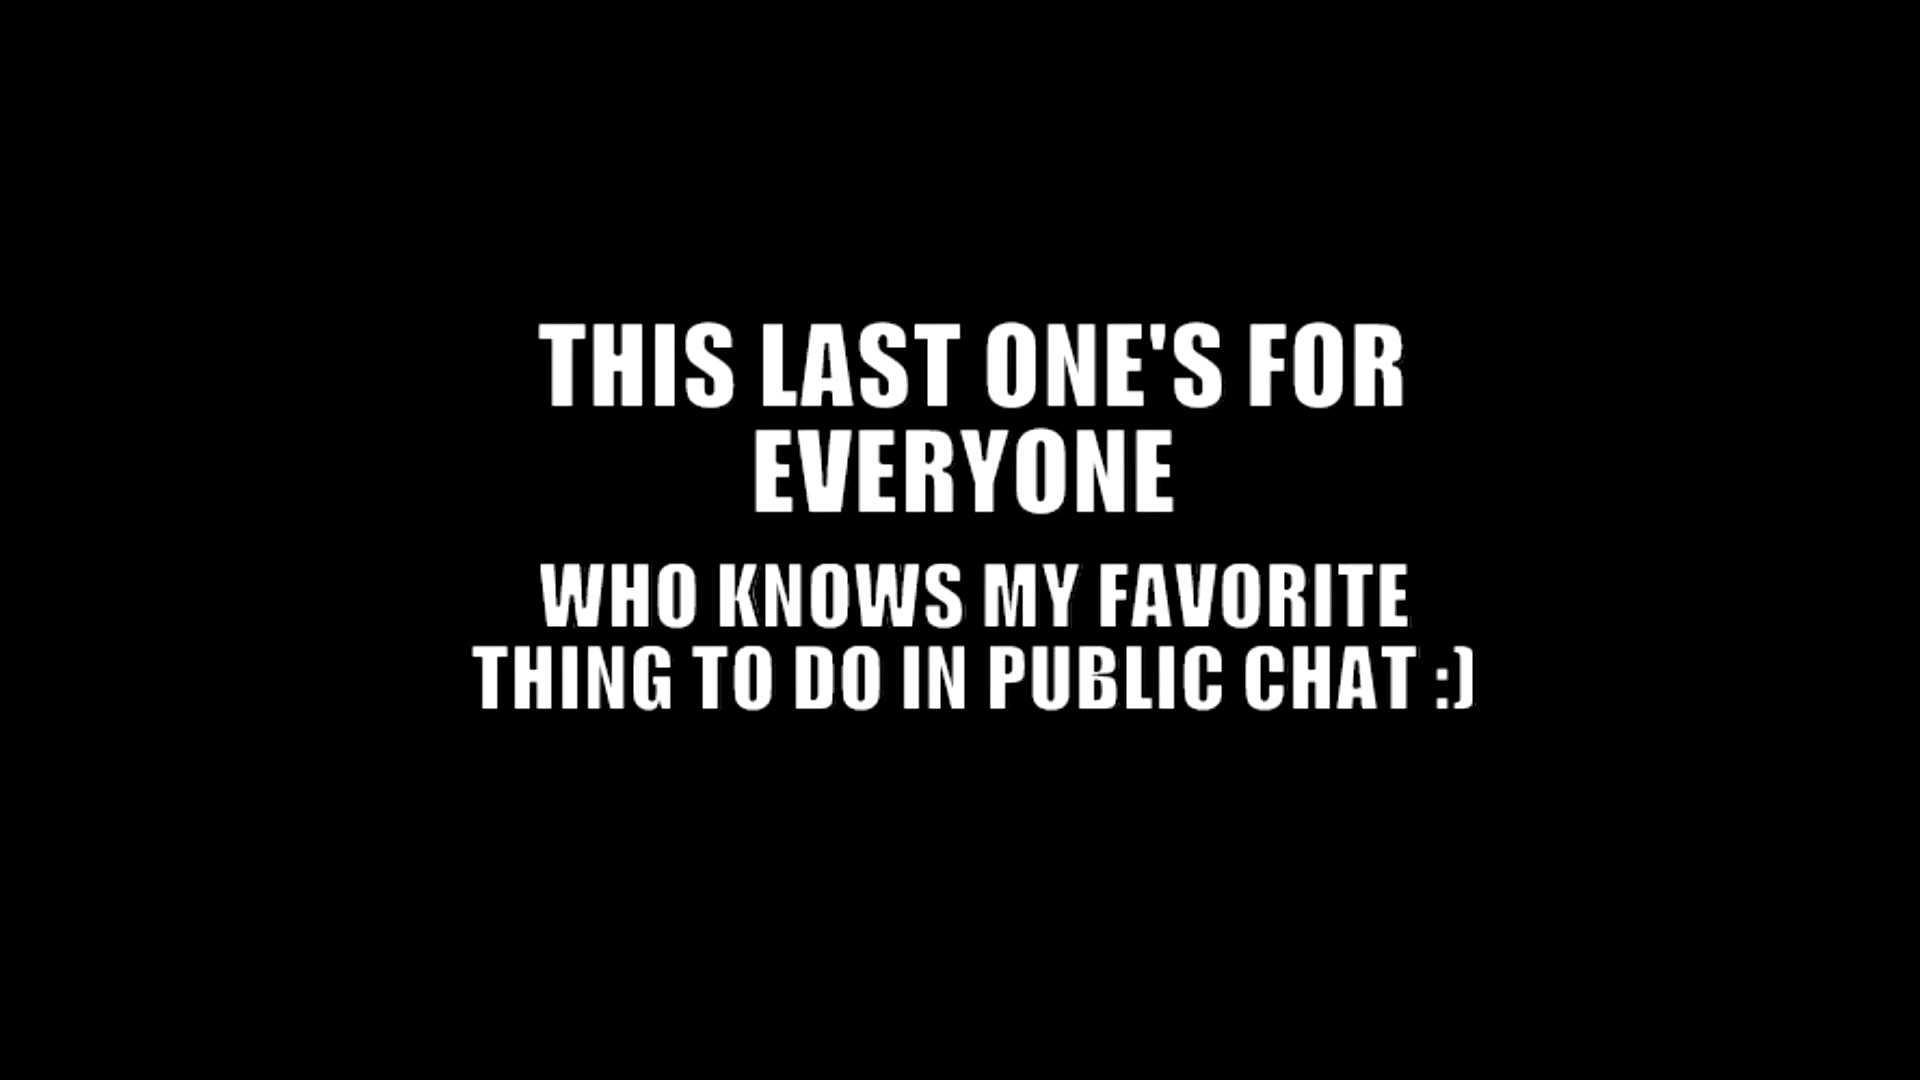 THIS LAST ONE'S FOR
EVERYONE
WHO KNOWS MY FAVORITE
THING TO DO IN PUBLIC CHAT :)